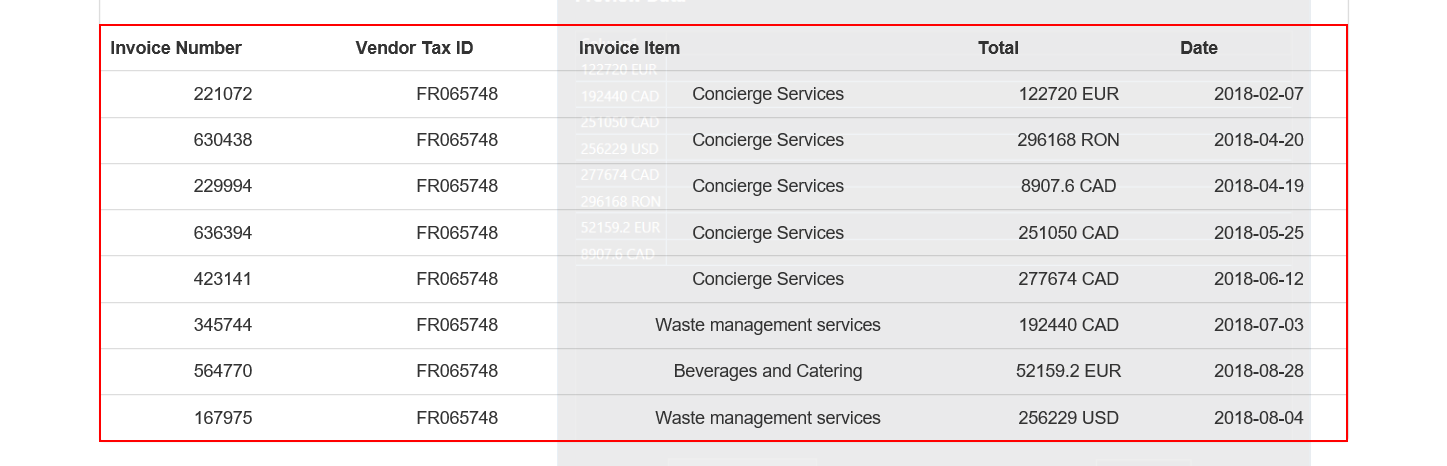 Invoice Number Vendor Tax ID Invoice Item Total Date
221072 FR065748 Concierge Services 122720 EUR 2018-02-07
630438 FR065748 Concierge Services 296168 RON 2018-04-20
229994 FR065748 Concierge Services 8907.6 CAD 2018-04-19
636394 FR065748 Concierge Services 251050 CAD 2018-05-25
423141 FR065748 Concierge Services 277674 CAD 2018-06-12
345744 FR065748 Waste management services 192440 CAD 2018-07-03
564770 FR065748 Beverages and Catering 52159.2 EUR 2018-08-28
167975 FR065748 Waste management services 256229 USD 2018-08-04
122720 EUR
192440 CAD
251050 CAD
256229 USD
277674 CAD
296168 RON
52159.2 EUR
8907.6 CAD